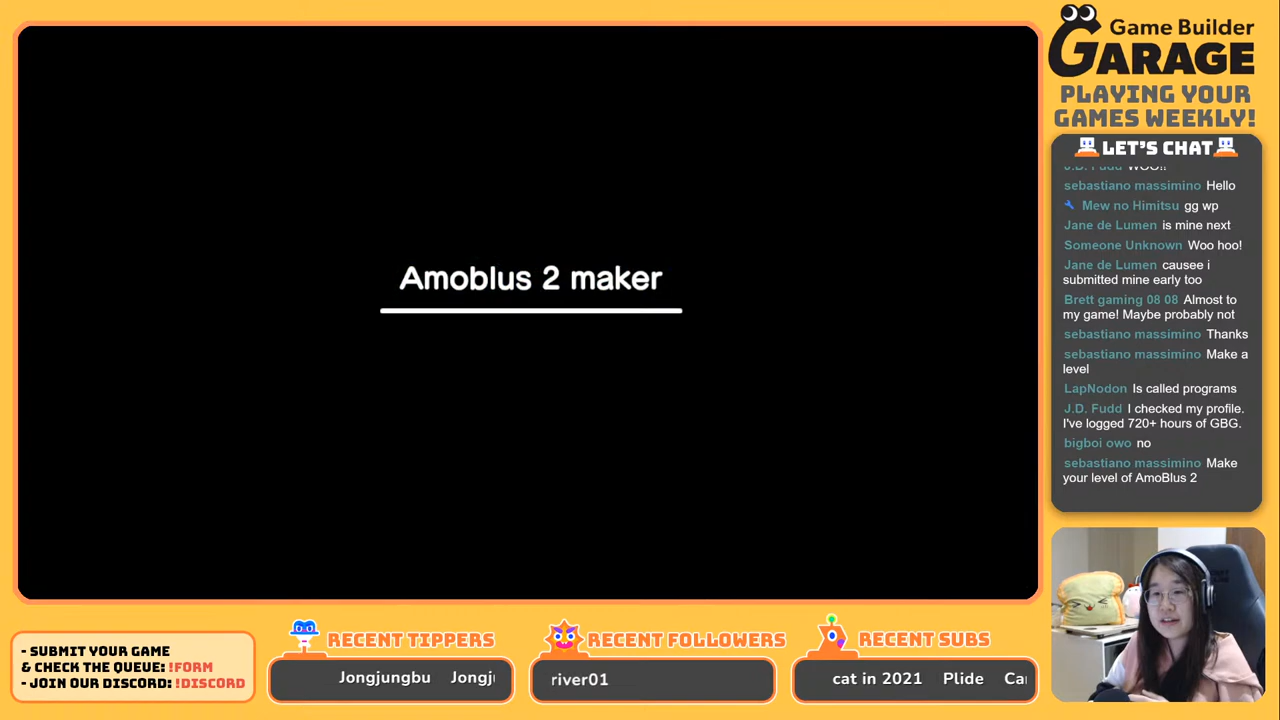 Amoblus 2 maker
Game Builder
GARAGE
PLAYING YOUR
GAMES WEEKLY!
LET'S CHAT
J.D. Fudd WOO!!
sebastiano massimino Hello
Mew no Himitsu gg wp
Jane de Lumen is mine next
Someone Unknown Woo hoo!
Jane de Lumen causee i
submitted mine early too
Brett gaming 08 08 Almost to
my game! Maybe probably not
sebastiano massimino Thanks
sebastiano massimino Make a
level
LapNodon Is called programs
J.D. Fudd I checked my profile.
I've logged 720+ hours of GBG.
bigboi owo no
sebastiano massimino Make
your level of AmoBlus 2
- SUBMIT YOUR GAME
& CHECK THE QUEUE: !FORM
- JOIN OUR DISCORD: !DISCORD
RECENT TIPPERS
Jongjungbu Jongj
RECENT FOLLOWERS
river01
RECENT SUBS
cat in 2021 Plide Ca